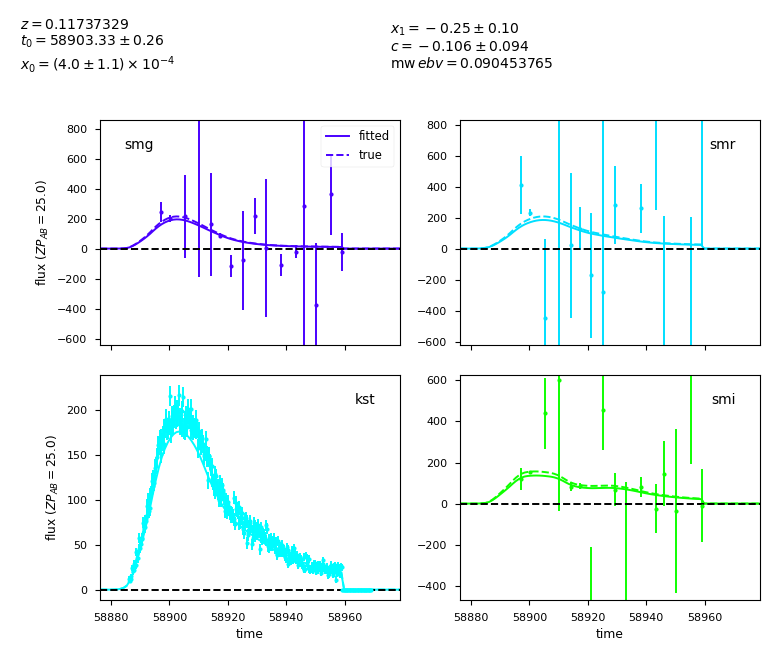 z = 0.11737329
t₀ = 58903.33 ± 0.26
x₀ = (4.0 ± 1.1) × 10⁻⁴
x₁ = −0.25 ± 0.10
c = −0.106 ± 0.094
mw ebv = 0.090453765
smg
fitted
true
800
600
400
200
0
−200
−400
−600
flux (ZP_AB = 25.0)
smr
800
600
400
200
0
−200
−400
−600
kst
200
150
100
50
0
flux (ZP_AB = 25.0)
58880 58900 58920 58940 58960
time
smi
600
400
200
0
−200
−400
58880 58900 58920 58940 58960
time